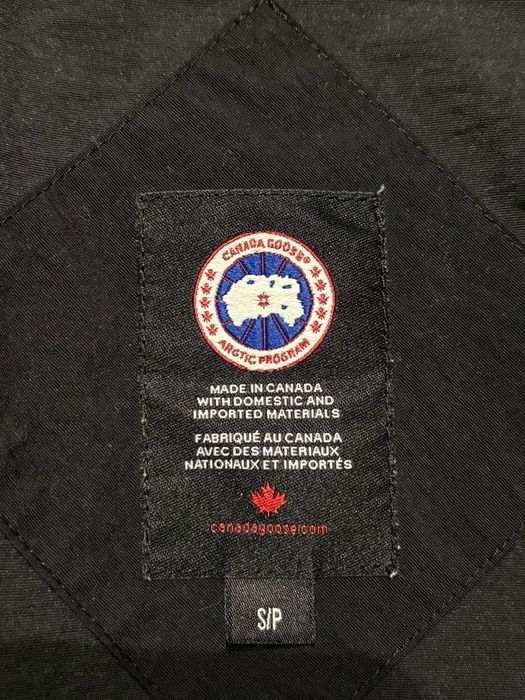 CANADA GOOSE®
ARCTIC PROGRAM
MADE IN CANADA
WITH DOMESTIC AND
IMPORTED MATERIALS
FABRIQUÉ AU CANADA
AVEC DES MATERIAUX
NATIONAUX ET IMPORTÉS
canadagoose.com
S/P